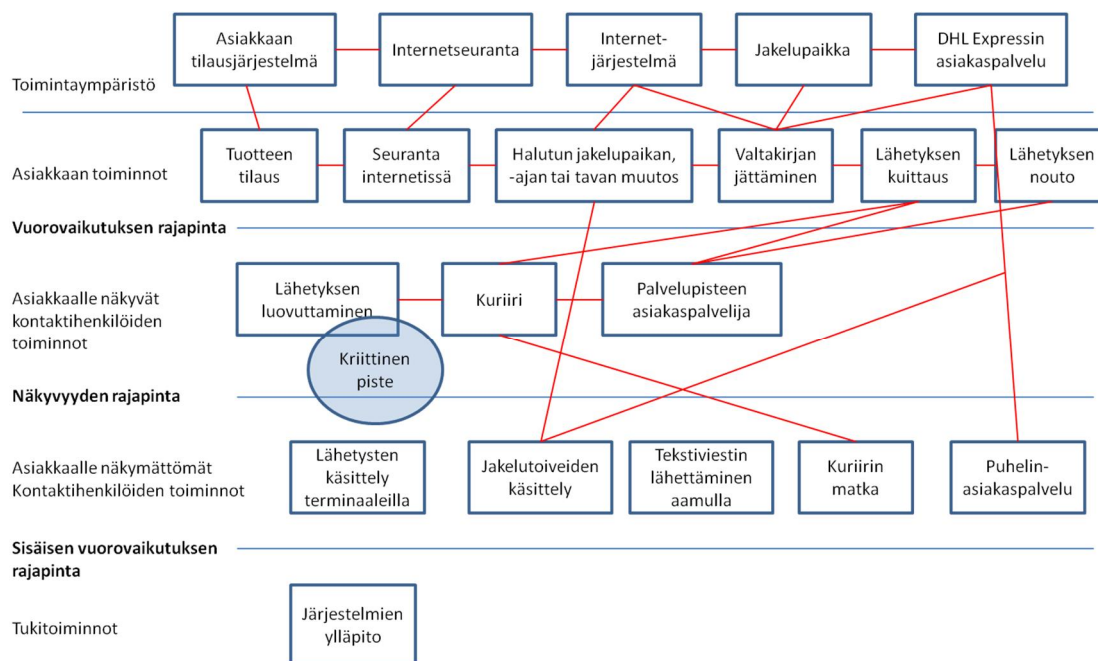 Asiakkaan
tilausjärjestelmä
Internetseuranta
Internet-
järjestelmä
Jakelupaikka
DHL Expressin
asiakaspalvelu
Toimintaympäristö
Tuotteen
tilaus
Seuranta
internetissä
Halutun jakelupaikan,
-ajan tai tavan muutos
Valtakirjan
jättäminen
Lähetyksen
kuittaus
Lähetyksen
nouto
Asiakkaan toiminnot
Vuorovaikutuksen rajapinta
Lähetyksen
luovuttaminen
Kuriiri
Palvelupisteen
asiakaspalvelija
Asiakkaalle näkyvät
kontaktihenkilöiden
toiminnot
Kriittinen
piste
Näkyvyyden rajapinta
Lähetysten
käsittely
terminaaleilla
Jakelutoiveiden
käsittely
Tekstiviestin
lähettäminen
aamulla
Kuriirin
matka
Puhelin-
asiakaspalvelu
Asiakkaalle näkymättömät
Kontaktihenkilöiden toiminnot
Sisäisen vuorovaikutuksen
rajapinta
Järjestelmien
ylläpito
Tukitoiminnot